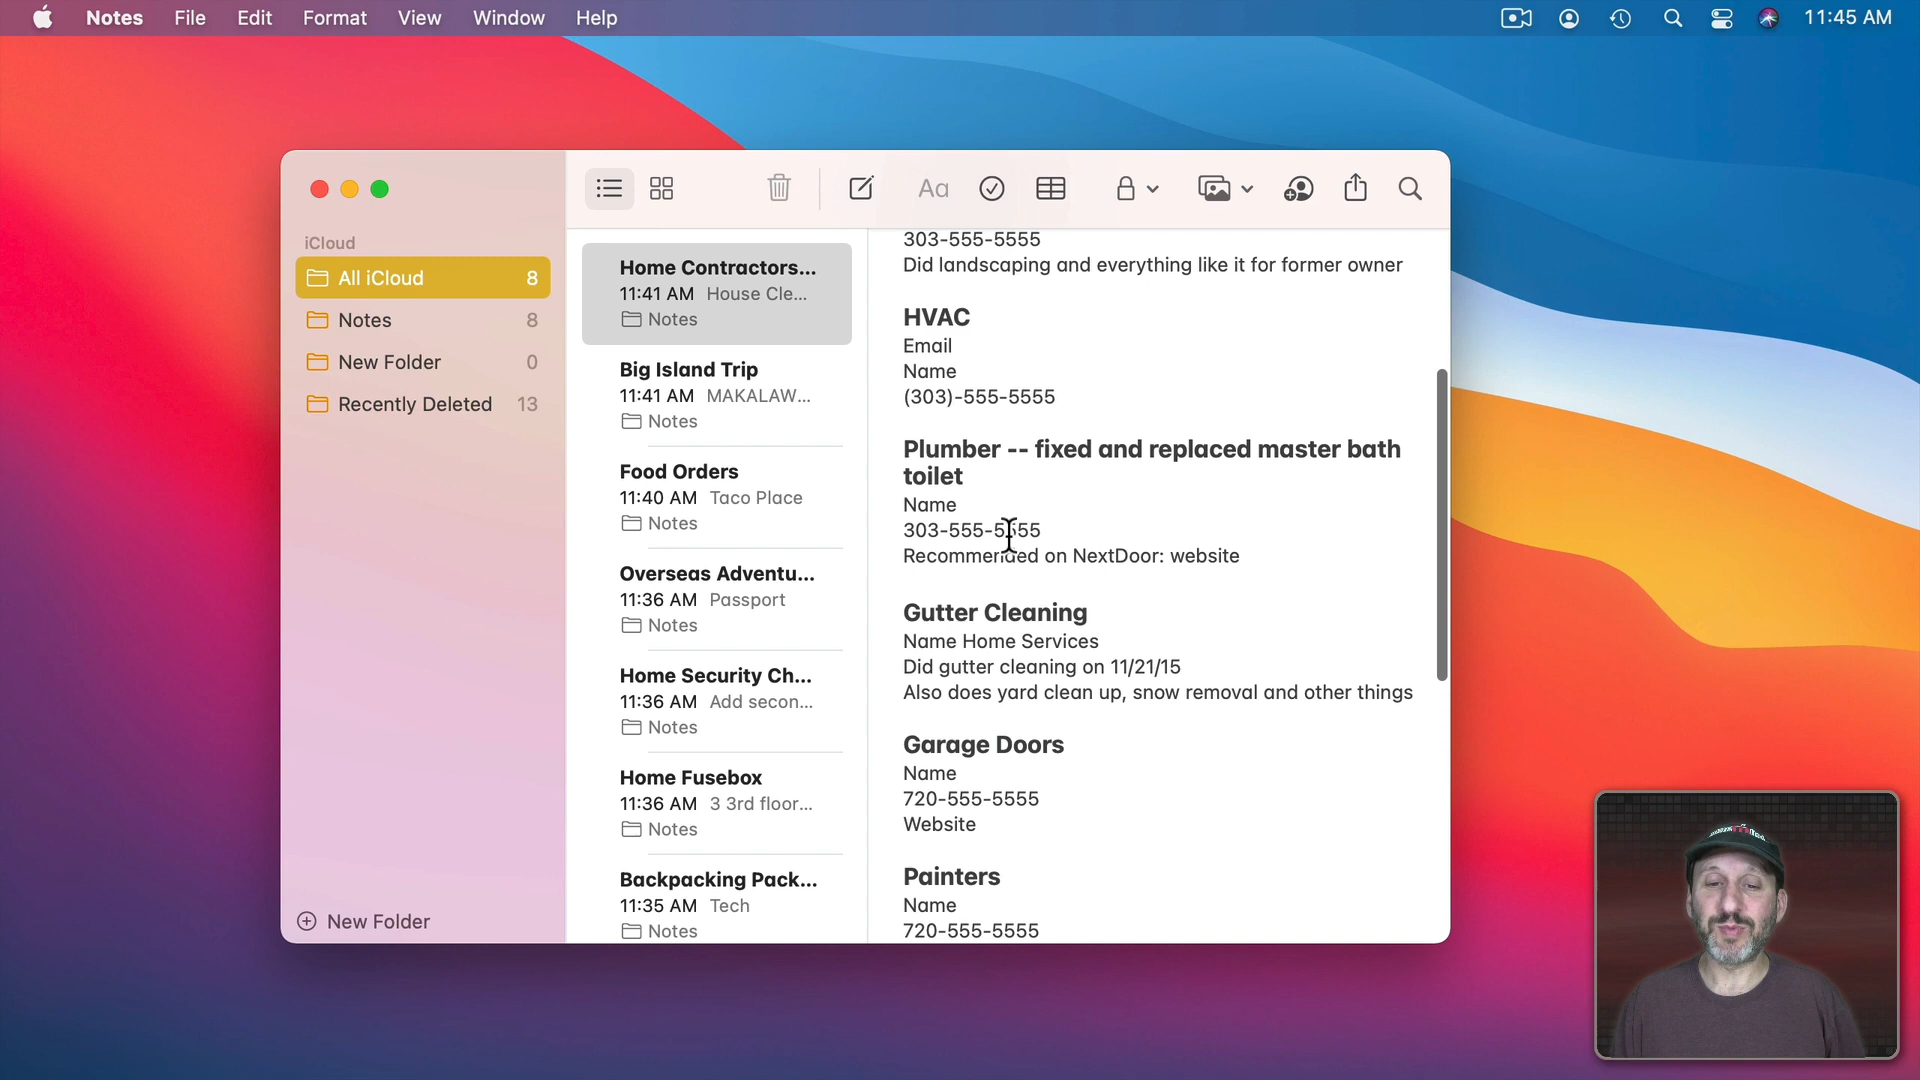 Notes File Edit Format View Window Help 11:45 AM
iCloud
All iCloud 8
Notes 8
New Folder 0
Recently Deleted 13
New Folder
Home Contractors...
11:41 AM House Cle...
Notes
Big Island Trip
11:41 AM MAKALAW...
Notes
Food Orders
11:40 AM Taco Place
Notes
Overseas Adventu...
11:36 AM Passport
Notes
Home Security Ch...
11:36 AM Add secon...
Notes
Home Fusebox
11:36 AM 3 3rd floor...
Notes
Backpacking Pack...
11:35 AM Tech
Notes
Aa
303-555-5555
Did landscaping and everything like it for former owner
HVAC
Email
Name
(303)-555-5555
Plumber -- fixed and replaced master bath
toilet
Name
303-555-5555
Recommended on NextDoor: website
Gutter Cleaning
Name Home Services
Did gutter cleaning on 11/21/15
Also does yard clean up, snow removal and other things
Garage Doors
Name
720-555-5555
Website
Painters
Name
720-555-5555